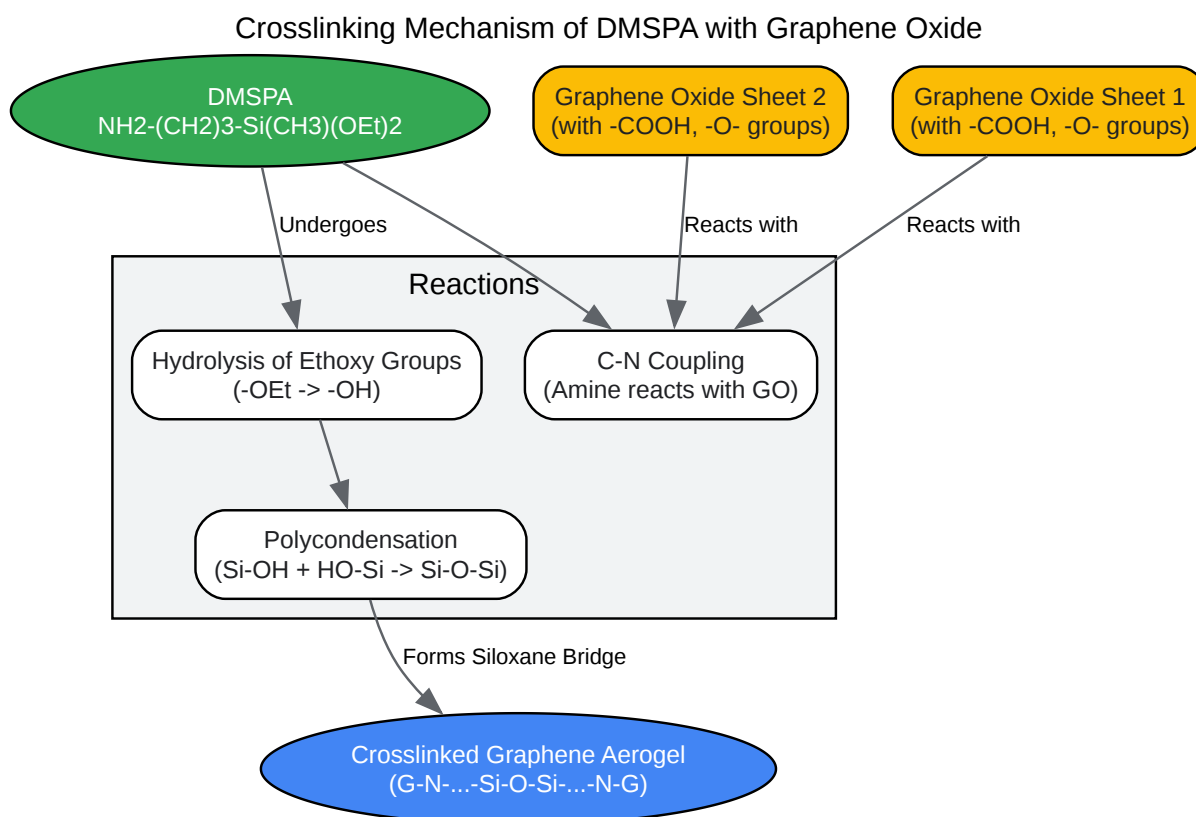 Crosslinking Mechanism of DMSPA with Graphene Oxide
DMSPA
NH2-(CH2)3-Si(CH3)(OEt)2
Graphene Oxide Sheet 2
(with -COOH, -O- groups)
Graphene Oxide Sheet 1
(with -COOH, -O- groups)
Undergoes
Reacts with
Reacts with
Reactions
Hydrolysis of Ethoxy Groups
(-OEt -> -OH)
C-N Coupling
(Amine reacts with GO)
Polycondensation
(Si-OH + HO-Si -> Si-O-Si)
Forms Siloxane Bridge
Crosslinked Graphene Aerogel
(G-N-...-Si-O-Si-...-N-G)